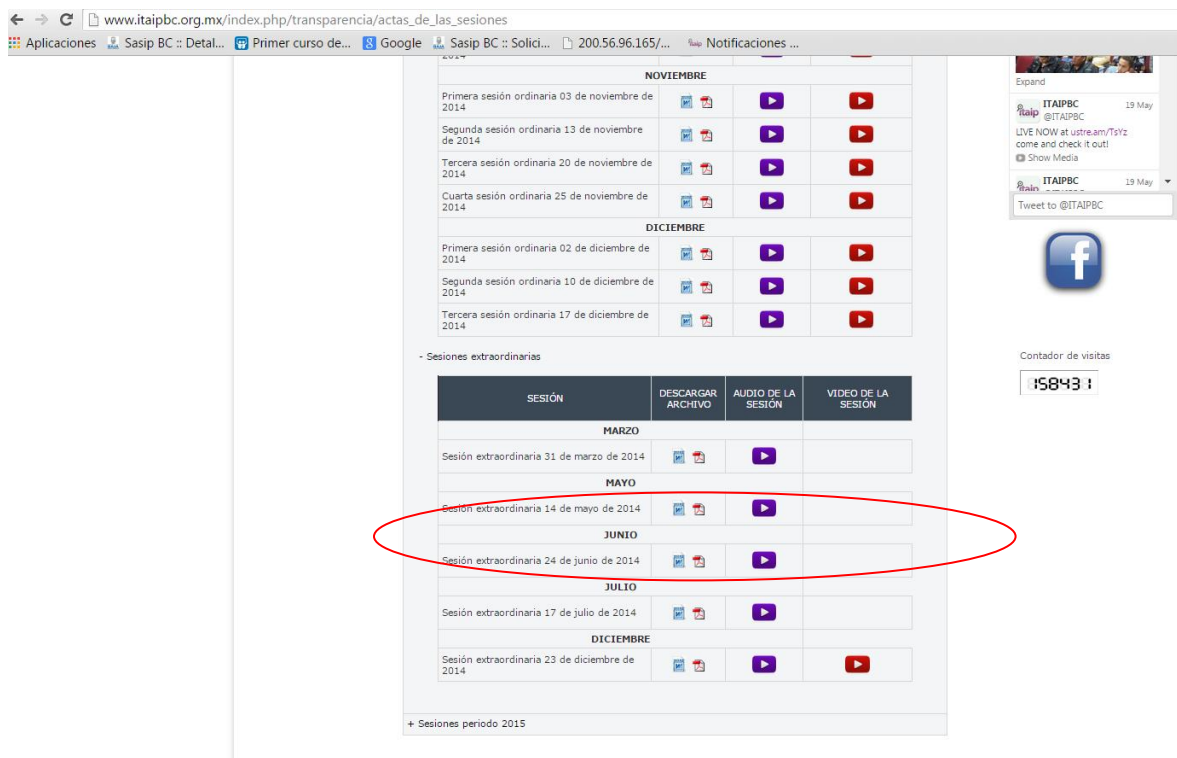 www.itaipbc.org.mx/index.php/transparencia/actas_de_las_sesiones
Aplicaciones Sasip BC :: Detal... Primer curso de... Google Sasip BC :: Solici... 200.56.96.165/... Notificaciones ...
2014
NOVIEMBRE
Primera sesión ordinaria 03 de noviembre de
2014
Segunda sesión ordinaria 13 de noviembre
de 2014
Tercera sesión ordinaria 20 de noviembre de
2014
Cuarta sesión ordinaria 25 de noviembre de
2014
DICIEMBRE
Primera sesión ordinaria 02 de diciembre de
2014
Segunda sesión ordinaria 10 de diciembre de
2014
Tercera sesión ordinaria 17 de diciembre de
2014
- Sesiones extraordinarias
SESIÓN
DESCARGAR
ARCHIVO
AUDIO DE LA
SESIÓN
VIDEO DE LA
SESIÓN
MARZO
Sesión extraordinaria 31 de marzo de 2014
MAYO
Sesión extraordinaria 14 de mayo de 2014
JUNIO
Sesión extraordinaria 24 de junio de 2014
JULIO
Sesión extraordinaria 17 de julio de 2014
DICIEMBRE
Sesión extraordinaria 23 de diciembre de
2014
+ Sesiones periodo 2015
Expand
itaip
ITAIPBC 19 May
@ITAIPBC
LIVE NOW at ustre.am/TsYz
come and check it out!
Show Media
itaip
ITAIPBC 19 May
Tweet to @ITAIPBC
f
Contador de visitas
158431